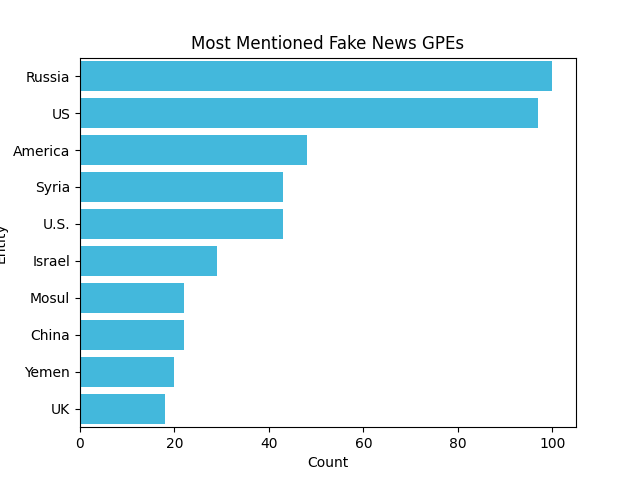 Most Mentioned Fake News GPEs
Russia
US
America
Syria
U.S.
Israel
Mosul
China
Yemen
UK
Entity
0 20 40 60 80 100
Count